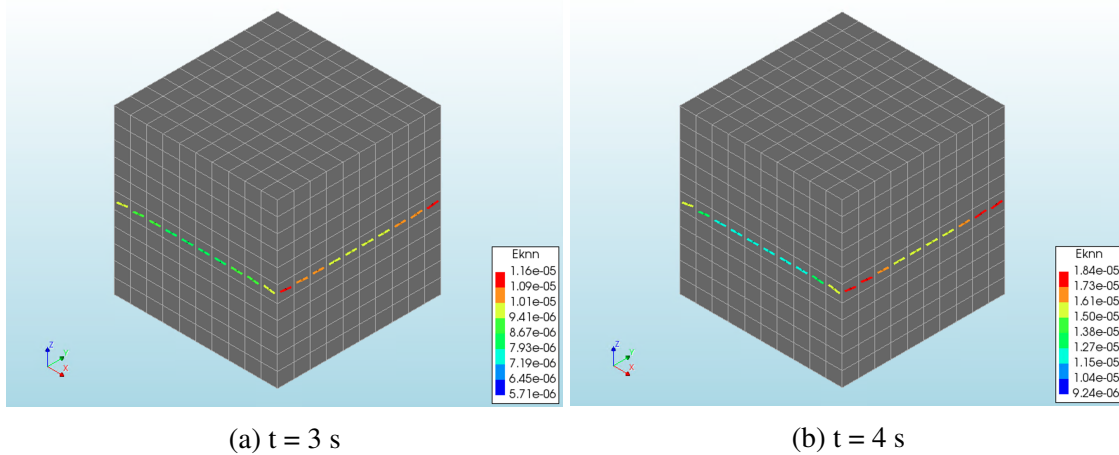 Eknn
1.16e-05
1.09e-05
1.01e-05
9.41e-06
8.67e-06
7.93e-06
7.19e-06
6.45e-06
5.71e-06
Z
Y
X
(a) t = 3 s
Eknn
1.84e-05
1.73e-05
1.61e-05
1.50e-05
1.38e-05
1.27e-05
1.15e-05
1.04e-05
9.24e-06
Z
Y
X
(b) t = 4 s